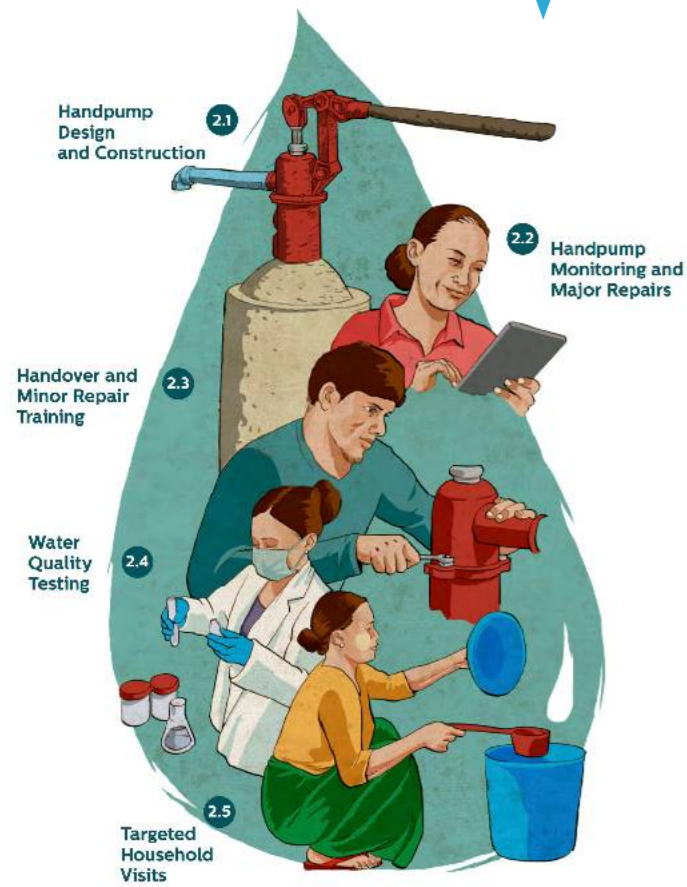 2.1
Handpump
Design
and Construction
2.2
Handpump
Monitoring and
Major Repairs
2.3
Handover and
Minor Repair
Training
2.4
Water
Quality
Testing
2.5
Targeted
Household
Visits